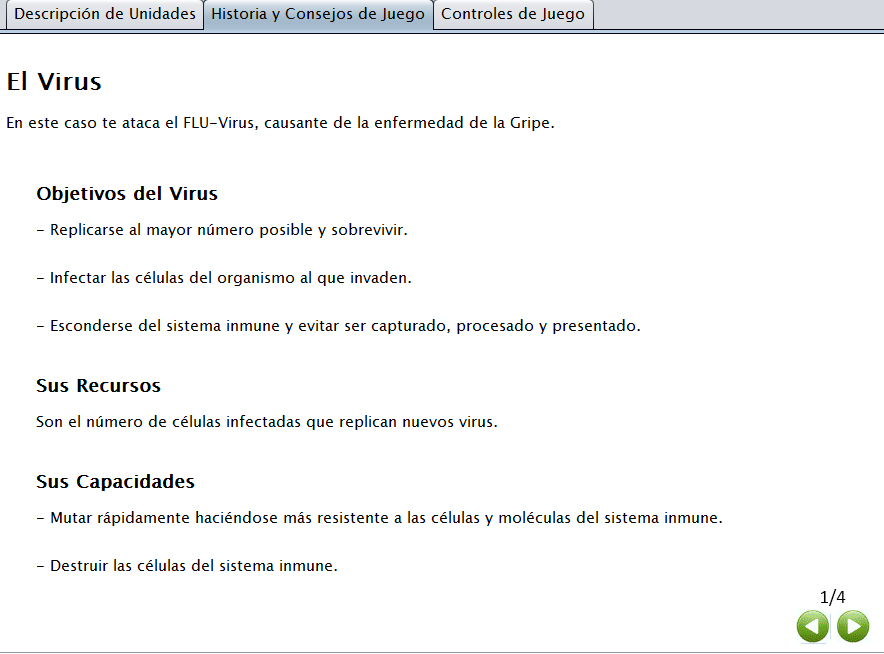 Descripción de Unidades
Historia y Consejos de Juego
Controles de Juego
El Virus
En este caso te ataca el FLU-Virus, causante de la enfermedad de la Gripe.
Objetivos del Virus
- Replicarse al mayor número posible y sobrevivir.
- Infectar las células del organismo al que invaden.
- Esconderse del sistema inmune y evitar ser capturado, procesado y presentado.
Sus Recursos
Son el número de células infectadas que replican nuevos virus.
Sus Capacidades
- Mutar rápidamente haciéndose más resistente a las células y moléculas del sistema inmune.
- Destruir las células del sistema inmune.
1/4